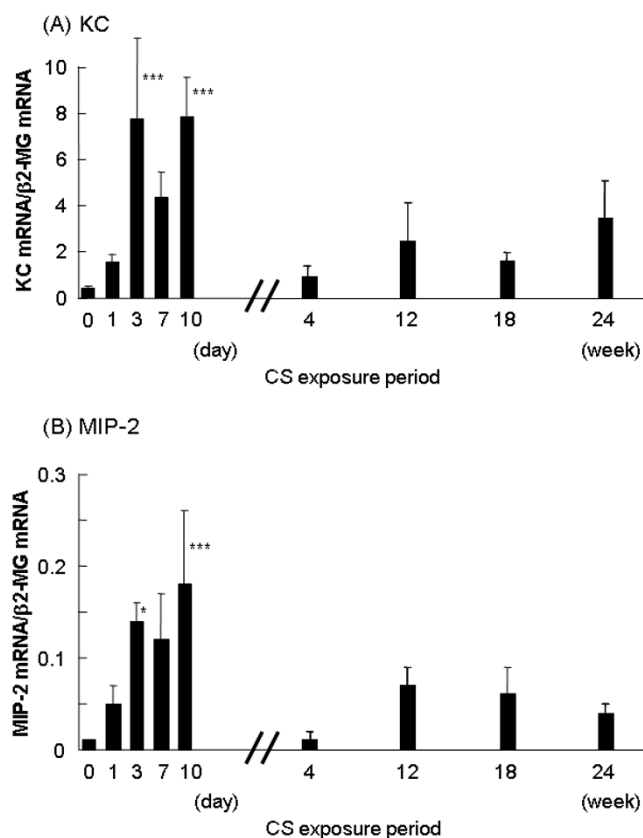 (A) KC
KC mRNA/β2-MG mRNA
10
8
6
4
2
0
***
***
0 1 3 7 10 4 12 18 24
(day) (week)
CS exposure period
(B) MIP-2
MIP-2 mRNA/β2-MG mRNA
0.3
0.2
0.1
0
*
***
0 1 3 7 10 4 12 18 24
(day) (week)
CS exposure period